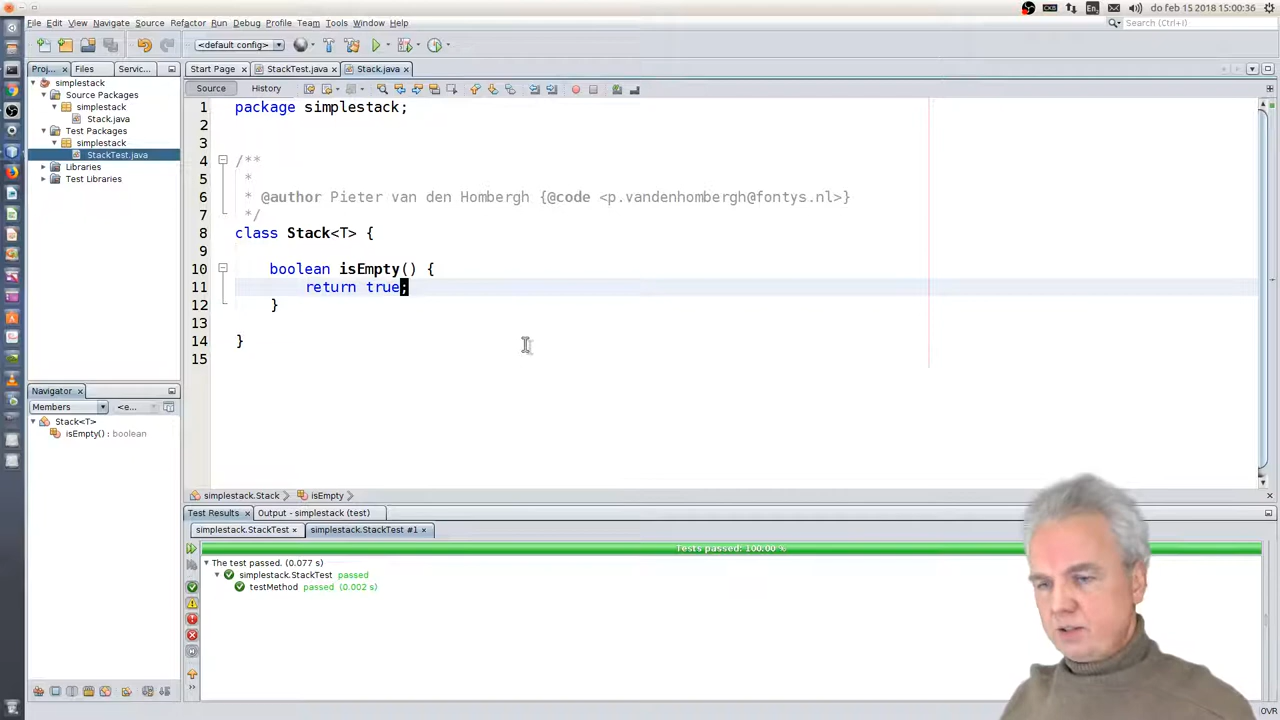 do feb 15 2018 15:00:36
File Edit View Navigate Source Refactor Run Debug Profile Team Tools Window Help
<default config>
Search (Ctrl+I)
Proj... Files Servic...
Start Page StackTest.java Stack.java
Source History
simplestack
Source Packages
simplestack
Stack.java
Test Packages
simplestack
StackTest.java
Libraries
Test Libraries
1 package simplestack;
2
3
4 /**
5 *
6 * @author Pieter van den Hombergh {@code <p.vandenhombergh@fontys.nl>}
7 */
8 class Stack<T> {
9
10 boolean isEmpty() {
11 return true;
12 }
13
14 }
15
Navigator
Members <e...
Stack<T>
isEmpty() : boolean
simplestack.Stack isEmpty
Test Results Output - simplestack (test)
simplestack.StackTest simplestack.StackTest #1
Tests passed: 100.00 %
The test passed. (0.077 s)
simplestack.StackTest passed
testMethod passed (0.002 s)
OVR